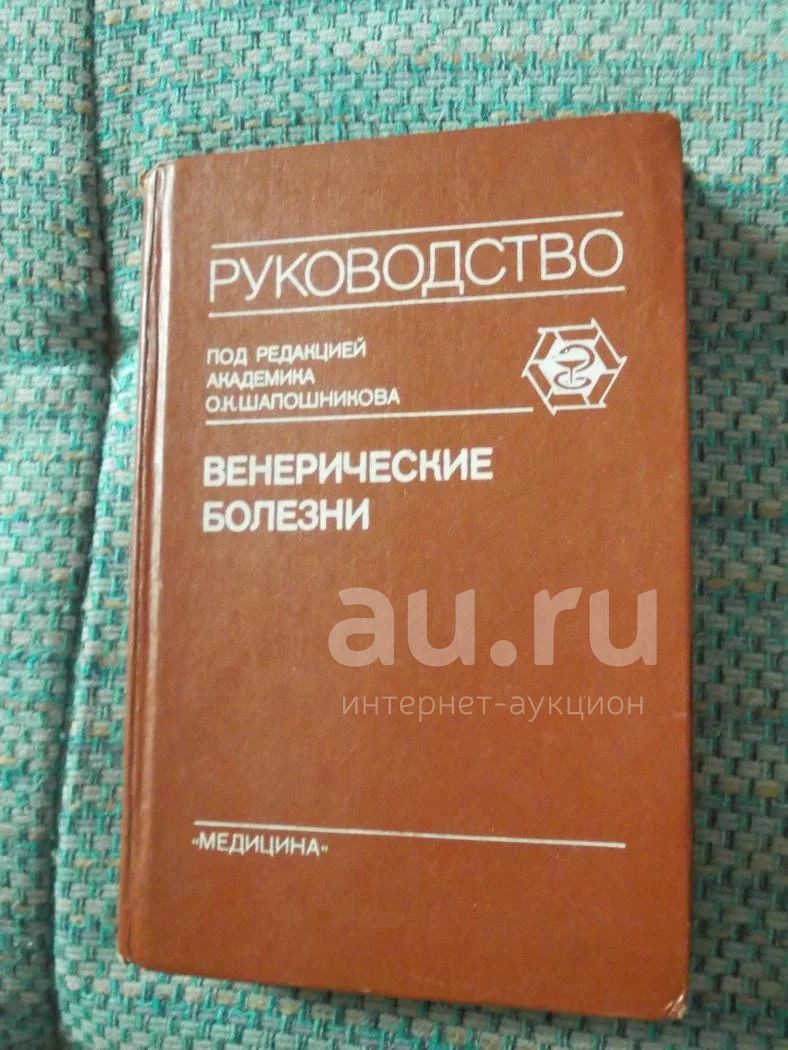 РУКОВОДСТВО
ПОД РЕДАКЦИЕЙ
АКАДЕМИКА
О.К.ШАПОШНИКОВА
ВЕНЕРИЧЕСКИЕ
БОЛЕЗНИ
au.ru
интернет-аукцион
«МЕДИЦИНА»